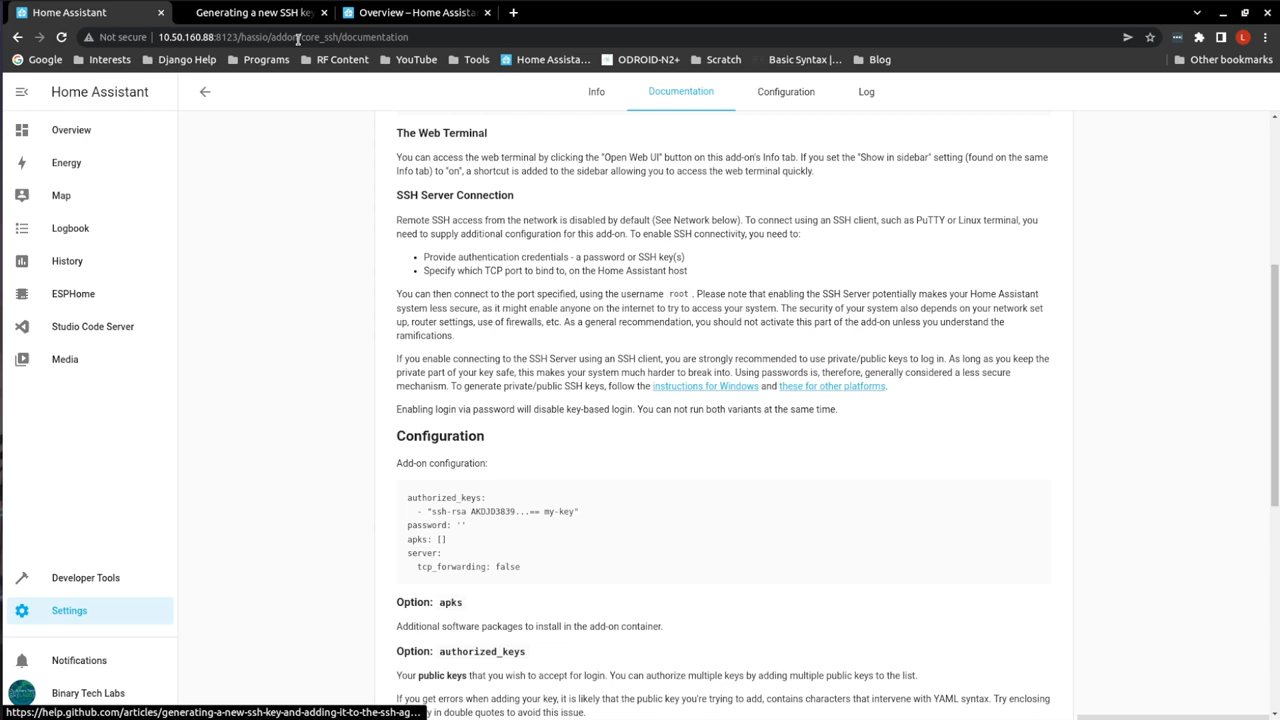 Home Assistant
Generating a new SSH key
Overview – Home Assista
Not secure
10.50.160.88:8123/hassio/addon/core_ssh/documentation
L
Google
Interests
Django Help
Programs
RF Content
YouTube
Tools
Home Assista...
ODROID-N2+
Scratch
Basic Syntax |...
Blog
Other bookmarks
Home Assistant
Info
Documentation
Configuration
Log
Overview
Energy
Map
Logbook
History
ESPHome
Studio Code Server
Media
Developer Tools
Settings
Notifications
Binary Tech Labs
The Web Terminal
You can access the web terminal by clicking the "Open Web UI" button on this add-on's Info tab. If you set the "Show in sidebar" setting (found on the same
Info tab) to "on", a shortcut is added to the sidebar allowing you to access the web terminal quickly.
SSH Server Connection
Remote SSH access from the network is disabled by default (See Network below). To connect using an SSH client, such as PuTTY or Linux terminal, you
need to supply additional configuration for this add-on. To enable SSH connectivity, you need to:
• Provide authentication credentials - a password or SSH key(s)
• Specify which TCP port to bind to, on the Home Assistant host
You can then connect to the port specified, using the username root . Please note that enabling the SSH Server potentially makes your Home Assistant
system less secure, as it might enable anyone on the internet to try to access your system. The security of your system also depends on your network set
up, router settings, use of firewalls, etc. As a general recommendation, you should not activate this part of the add-on unless you understand the
ramifications.
If you enable connecting to the SSH Server using an SSH client, you are strongly recommended to use private/public keys to log in. As long as you keep the
private part of your key safe, this makes your system much harder to break into. Using passwords is, therefore, generally considered a less secure
mechanism. To generate private/public SSH keys, follow the instructions for Windows and these for other platforms.
Enabling login via password will disable key-based login. You can not run both variants at the same time.
Configuration
Add-on configuration:
authorized_keys:
- "ssh-rsa AKDJD3839...== my-key"
password: ''
apks: []
server:
tcp_forwarding: false
Option: apks
Additional software packages to install in the add-on container.
Option: authorized_keys
Your public keys that you wish to accept for login. You can authorize multiple keys by adding multiple public keys to the list.
If you get errors when adding your key, it is likely that the public key you're trying to add, contains characters that intervene with YAML syntax. Try enclosing
y in double quotes to avoid this issue.
https://help.github.com/articles/generating-a-new-ssh-key-and-adding-it-to-the-ssh-ag...